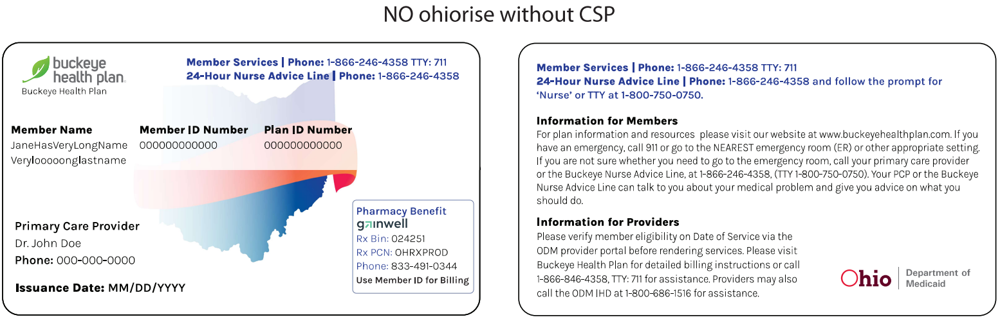 NO ohiorise without CSP
buckeye
health plan.
Buckeye Health Plan
Member Services | Phone: 1-866-246-4358 TTY: 711
24-Hour Nurse Advice Line | Phone: 1-866-246-4358
Member Name
JaneHasVeryLongName
Verylooooonglastname
Member ID Number
000000000000
Plan ID Number
000000000000
Primary Care Provider
Dr. John Doe
Phone: 000-000-0000
Issuance Date: MM/DD/YYYY
Pharmacy Benefit
gainwell
Rx Bin: 024251
Rx PCN: OHRXPROD
Phone: 833-491-0344
Use Member ID for Billing
Member Services | Phone: 1-866-246-4358 TTY: 711
24-Hour Nurse Advice Line | Phone: 1-866-246-4358 and follow the prompt for
‘Nurse’ or TTY at 1-800-750-0750.
Information for Members
For plan information and resources please visit our website at www.buckeyehealthplan.com. If you
have an emergency, call 911 or go to the NEAREST emergency room (ER) or other appropriate setting.
If you are not sure whether you need to go to the emergency room, call your primary care provider
or the Buckeye Nurse Advice Line, at 1-866-246-4358, (TTY 1-800-750-0750). Your PCP or the Buckeye
Nurse Advice Line can talk to you about your medical problem and give you advice on what you
should do.
Information for Providers
Please verify member eligibility on Date of Service via the
ODM provider portal before rendering services. Please visit
Buckeye Health Plan for detailed billing instructions or call
1-866-846-4358, TTY: 711 for assistance. Providers may also
call the ODM IHD at 1-800-686-1516 for assistance.
Ohio
Department of
Medicaid